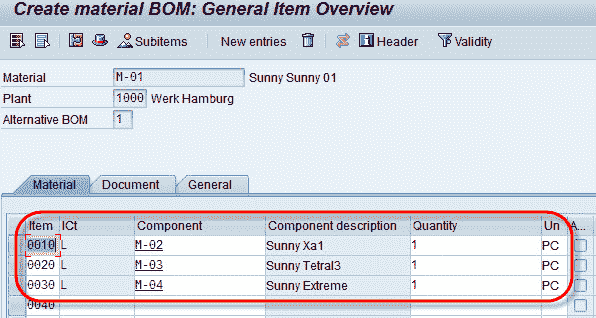 Create material BOM: General Item Overview
Subitems New entries Header Validity
Material M-01 Sunny Sunny 01
Plant 1000 Werk Hamburg
Alternative BOM 1
Material Document General
Item ICt Component Component description Quantity Un A...
0010 L M-02 Sunny Xa1 1 PC
0020 L M-03 Sunny Tetral3 1 PC
0030 L M-04 Sunny Extreme 1 PC
0040